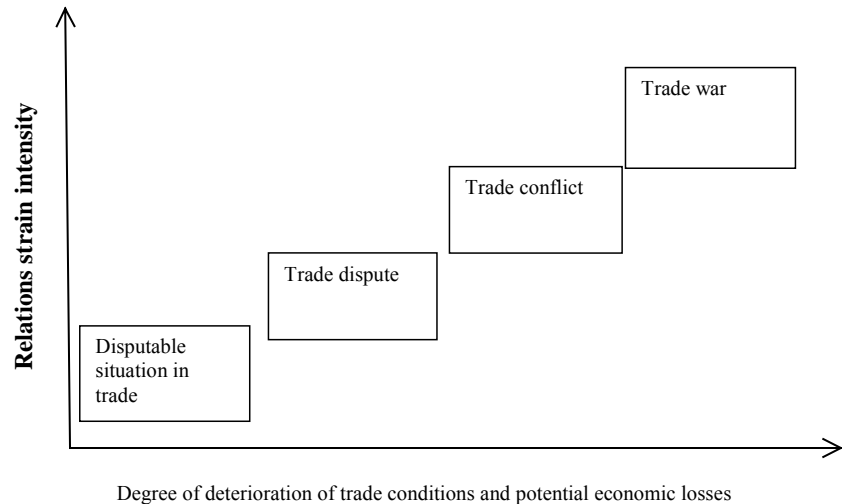 Relations strain intensity
Trade war
Trade conflict
Trade dispute
Disputable
situation in
trade
Degree of deterioration of trade conditions and potential economic losses